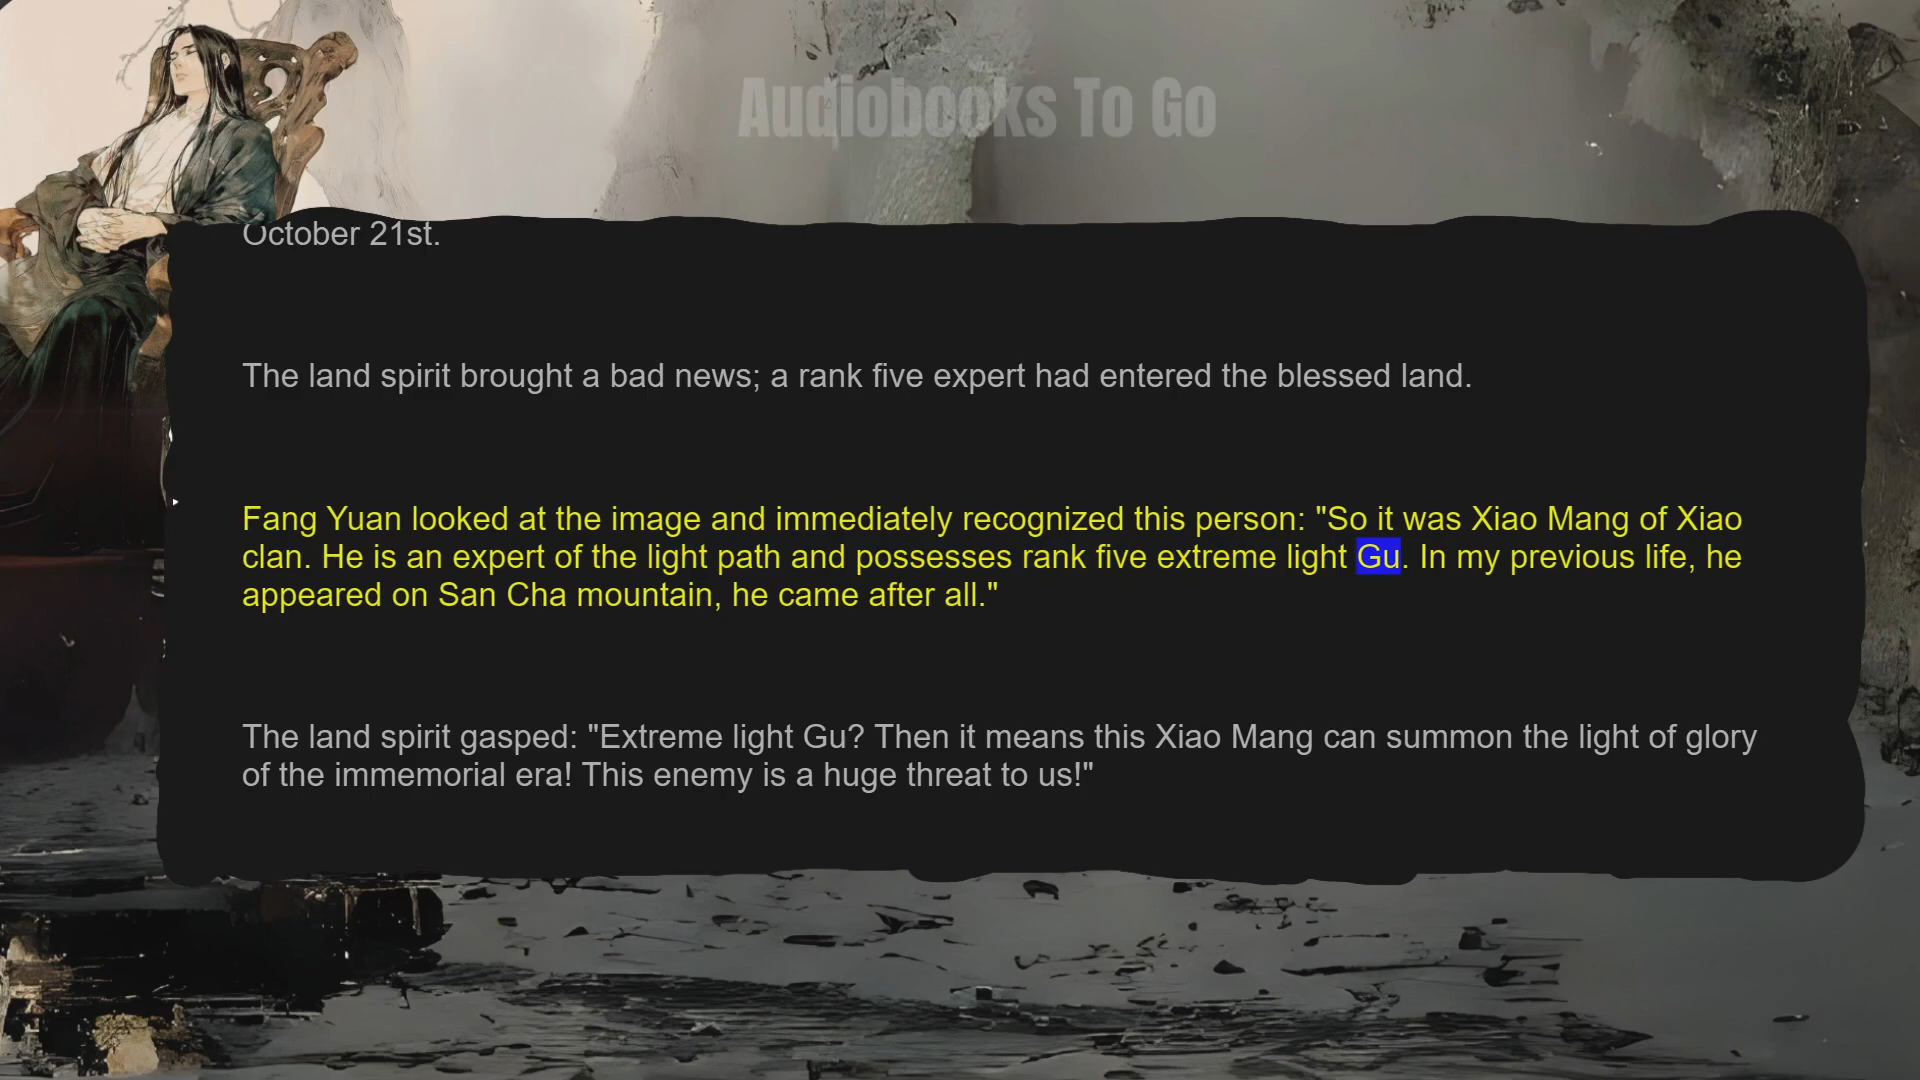 Audiobooks To Go
October 21st.
The land spirit brought a bad news; a rank five expert had entered the blessed land.
Fang Yuan looked at the image and immediately recognized this person: "So it was Xiao Mang of Xiao
clan. He is an expert of the light path and possesses rank five extreme light Gu. In my previous life, he
appeared on San Cha mountain, he came after all."
The land spirit gasped: "Extreme light Gu? Then it means this Xiao Mang can summon the light of glory
of the immemorial era! This enemy is a huge threat to us!"